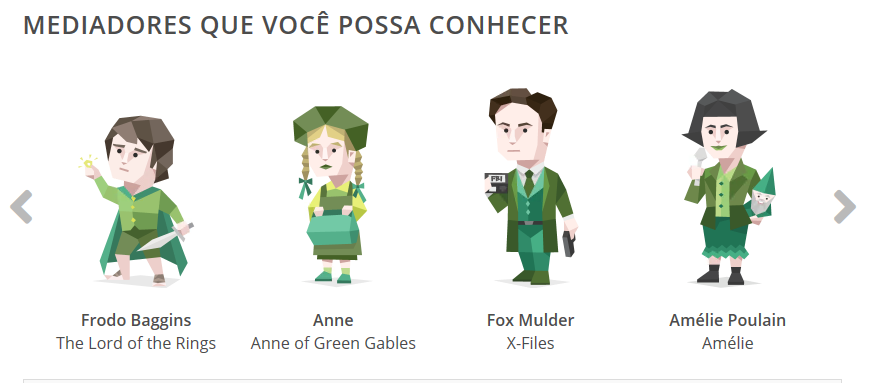 MEDIADORES QUE VOCÊ POSSA CONHECER
FBI
Frodo Baggins
The Lord of the Rings
Anne
Anne of Green Gables
Fox Mulder
X-Files
Amélie Poulain
Amélie